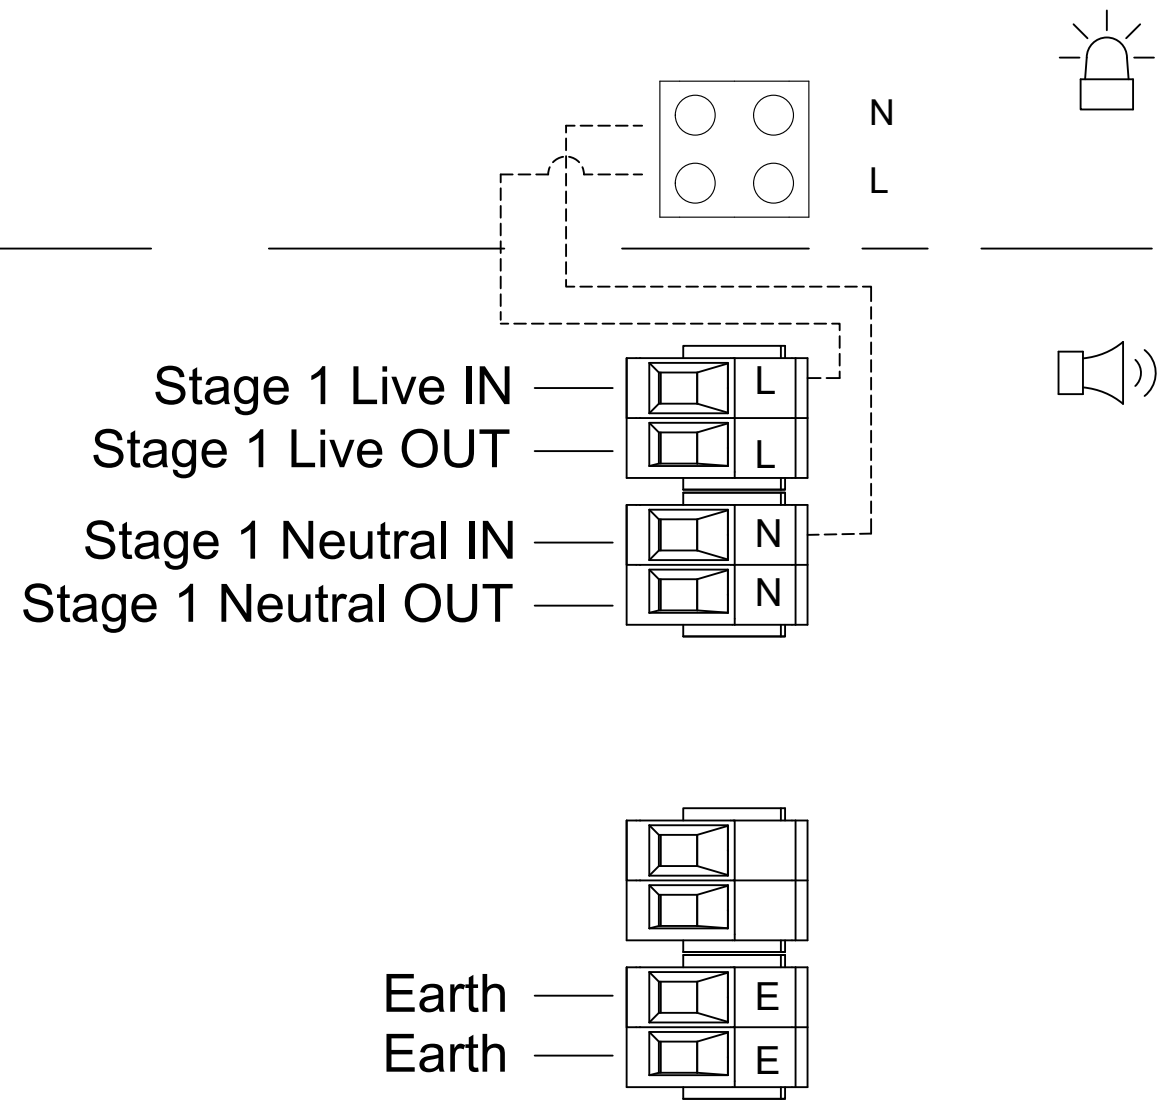 N
L
Stage 1 Live IN
L
Stage 1 Live OUT
L
Stage 1 Neutral IN
N
Stage 1 Neutral OUT
N
Earth
E
Earth
E